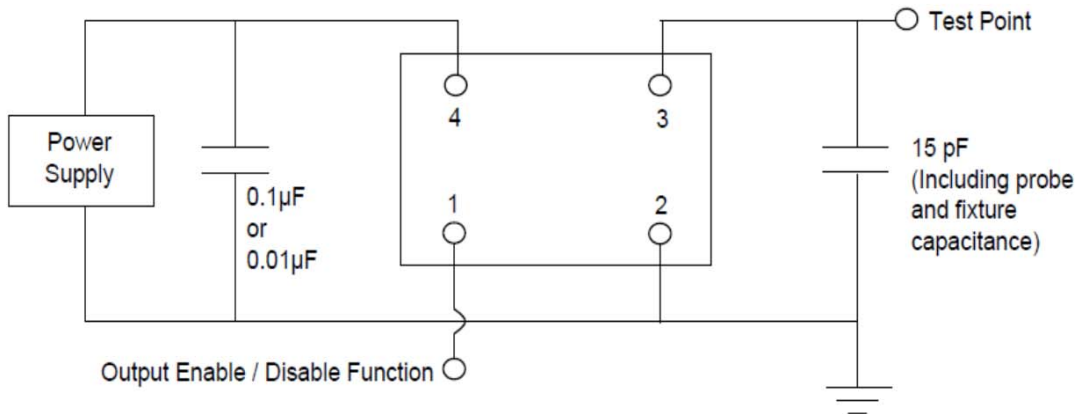 Test Point
4
3
Power
Supply
15 pF
(Including probe
and fixture
capacitance)
0.1µF
or
0.01µF
1
2
Output Enable / Disable Function